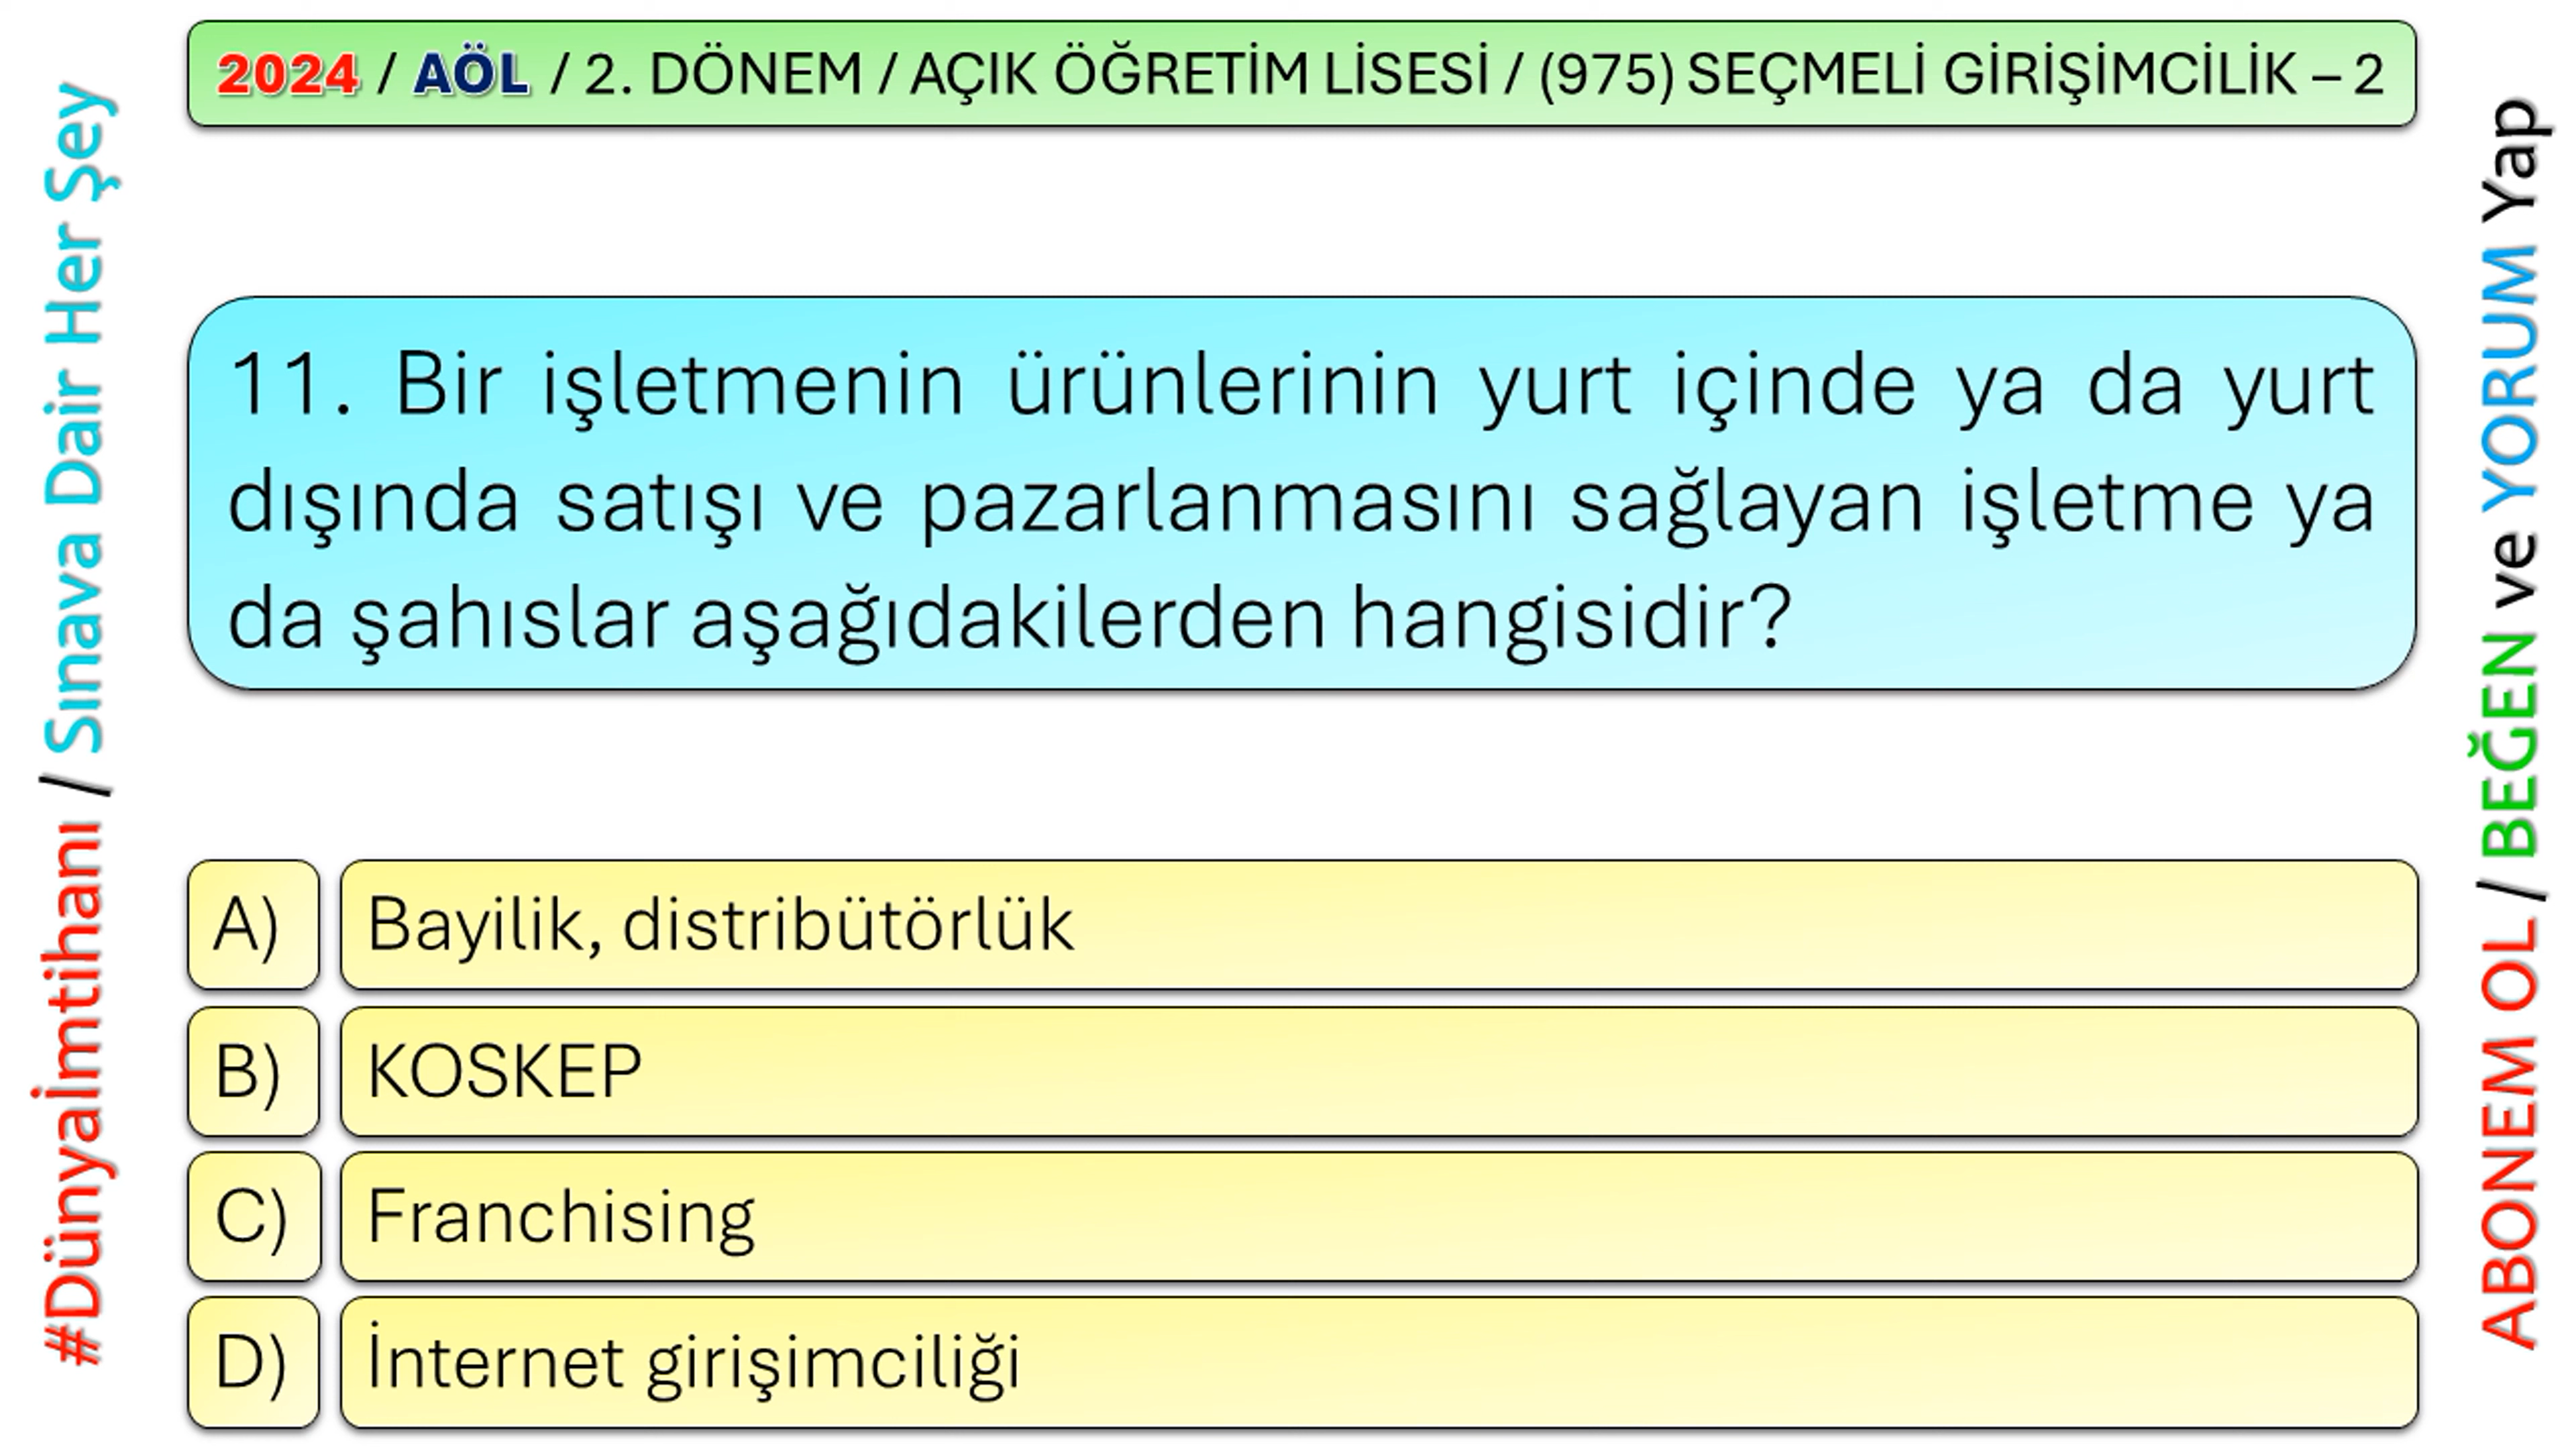 2024 / AÖL / 2. DÖNEM / AÇIK ÖĞRETİM LİSESİ / (975) SEÇMELİ GİRİŞİMCİLİK – 2
#Dünyaİmtihanı / Sınava Dair Her Şey
11. Bir işletmenin ürünlerinin yurt içinde ya da yurt
dışında satışı ve pazarlanmasını sağlayan işletme ya
da şahıslar aşağıdakilerden hangisidir?
A) Bayilik, distribütörlük
B) KOSKEP
C) Franchising
D) İnternet girişimciliği
ABONEM OL / BEĞEN ve YORUM Yap